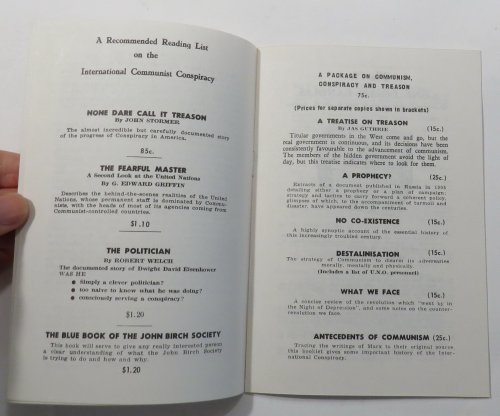 A Recommended Reading List
on the
International Communist Conspiracy
NONE DARE CALL IT TREASON
By JOHN STORMER
The almost incredible but carefully documented story
of the progress of Conspiracy in America.
85c.
THE FEARFUL MASTER
A Second Look at the United Nations
By G. EDWARD GRIFFIN
Describes the behind-the-scene realities of the United
Nations, whose permanent staff is dominated by Commu-
nists, with the heads of most of its agencies coming from
Communist-controlled countries.
$1.10
THE POLITICIAN
By ROBERT WELCH
The documented story of Dwight David Eisenhower
WAS HE
● Simply a clever politician?
● too naive to know what he was doing?
● consciously serving a conspiracy?
$1.20
THE BLUE BOOK OF THE JOHN BIRCH SOCIETY
This book will serve to give any really interested person
a clear understanding of what the John Birch Society
is trying to do and how and why.
$1.20
A PACKAGE ON COMMUNISM,
CONSPIRACY AND TREASON
75c.
(Prices for separate copies shown in brackets)
A TREATISE ON TREASON
By JAS GUTHRIE (15c.)
Titular governments in the West come and go, but the
real government is continuous, and its decisions have been
consistently favourable to the advancement of communism.
The members of the hidden government avoid the light of
day, but this treatise indicates where to look for them.
A PROPHECY? (25c.)
Extracts of a document published in Russia in 1905
detailing either a prophecy or a plan of campaign,
strategy and tactics to carry forward a coherent policy,
glimpses of which, to the accompaniment of turmoil and
disaster, have appeared down the centuries.
NO CO-EXISTENCE (15c.)
A highly synoptic account of the essential history of
this increasingly troubled century.
DESTALINISATION (15c.)
The strategy of Communism to desert its adversaries
morally, mentally and physically.
(Includes a list of U.N.O. personnel)
WHAT WE FACE (15c.)
A concise review of the revolution which "went by in
the Night of Depression", and some notes on the counter-
revolution we face.
ANTECEDENTS OF COMMUNISM (25c.)
Tracing the writings of Marx to their original source
this booklet gives some important history of the Inter-
national Conspiracy.